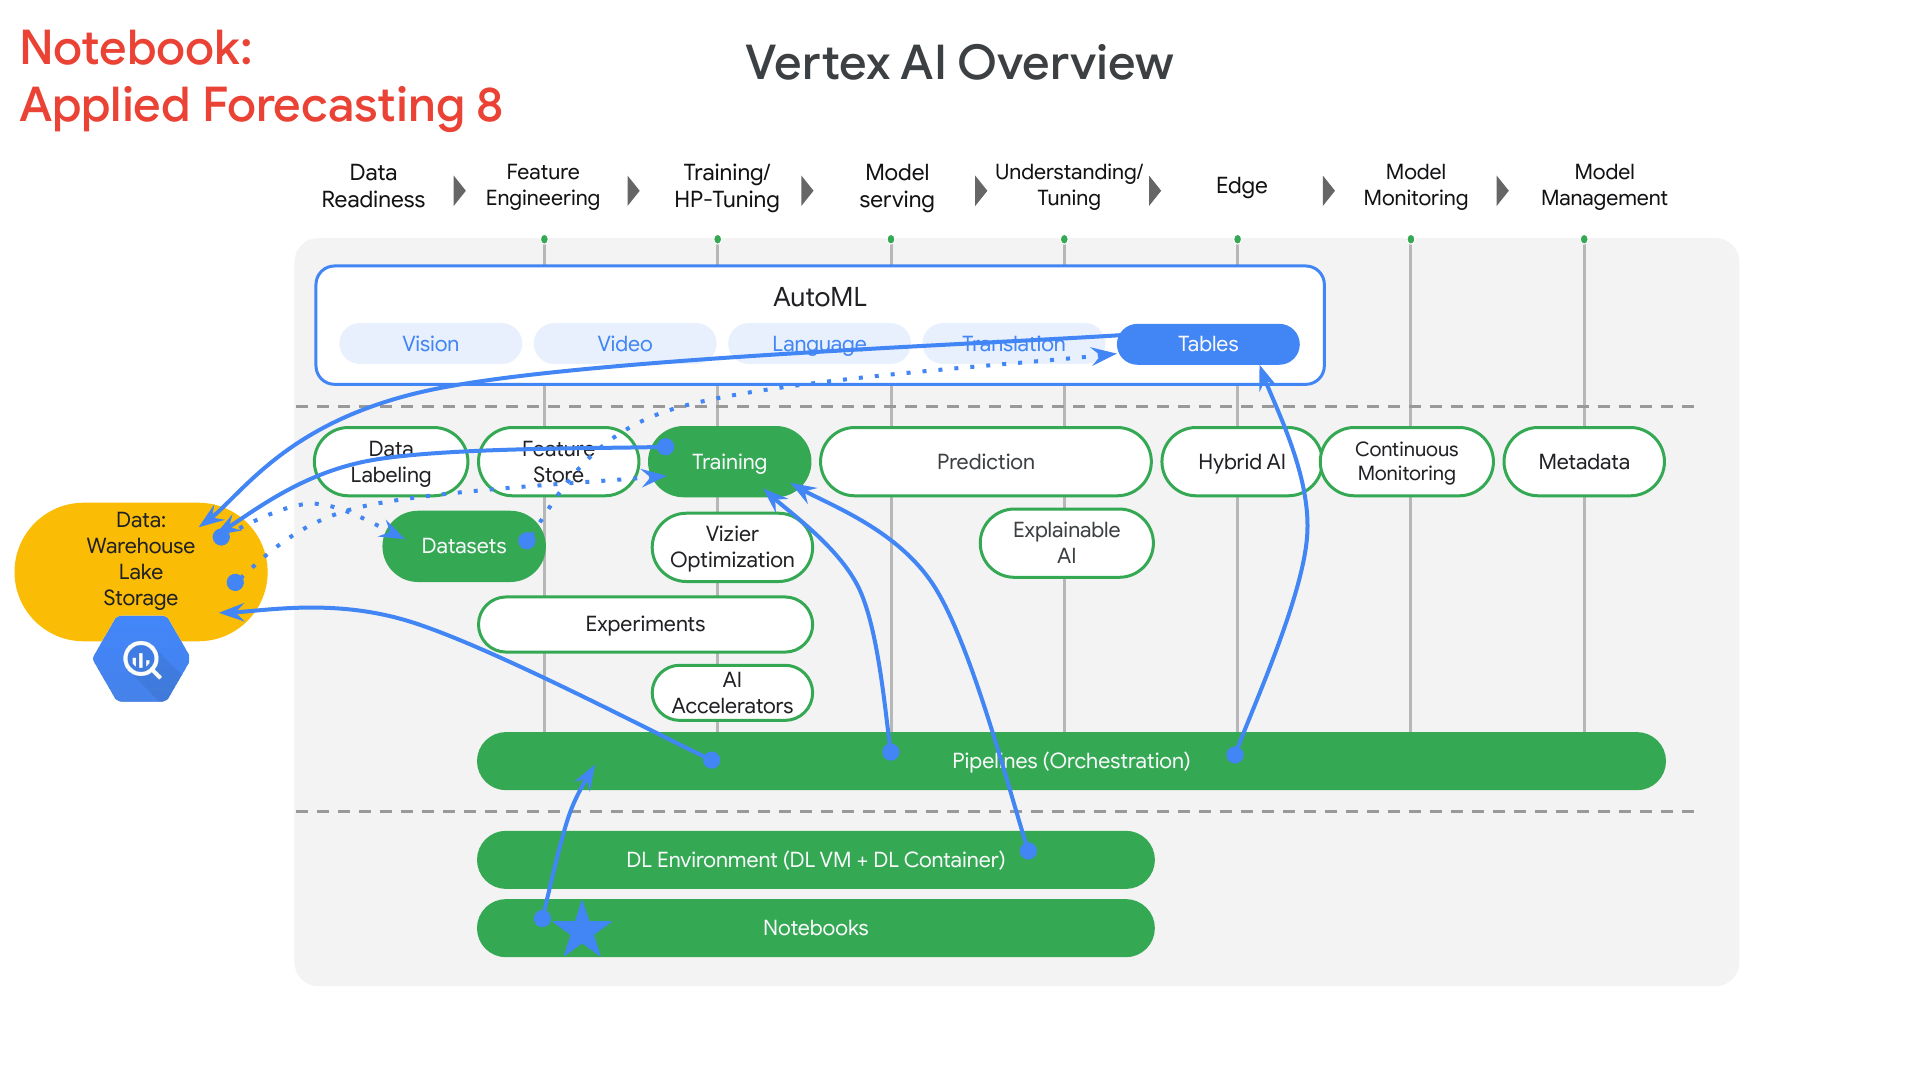 Notebook:
Applied Forecasting 8
Vertex AI Overview
Data
Readiness
Feature
Engineering
Training/
HP-Tuning
Model
serving
Understanding/
Tuning
Edge
Model
Monitoring
Model
Management
AutoML
Vision
Video
Language
Translation
Tables
Data
Labeling
Feature
Store
Training
Prediction
Hybrid AI
Continuous
Monitoring
Metadata
Data:
Warehouse
Lake
Storage
Datasets
Vizier
Optimization
Explainable
AI
Experiments
AI
Accelerators
Pipelines (Orchestration)
DL Environment (DL VM + DL Container)
Notebooks